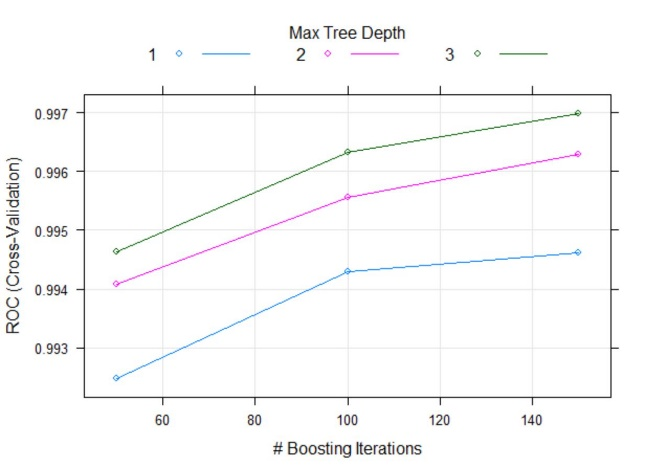 Max Tree Depth
1 2 3
ROC (Cross-Validation)
0.997
0.996
0.995
0.994
0.993
60 80 100 120 140
# Boosting Iterations